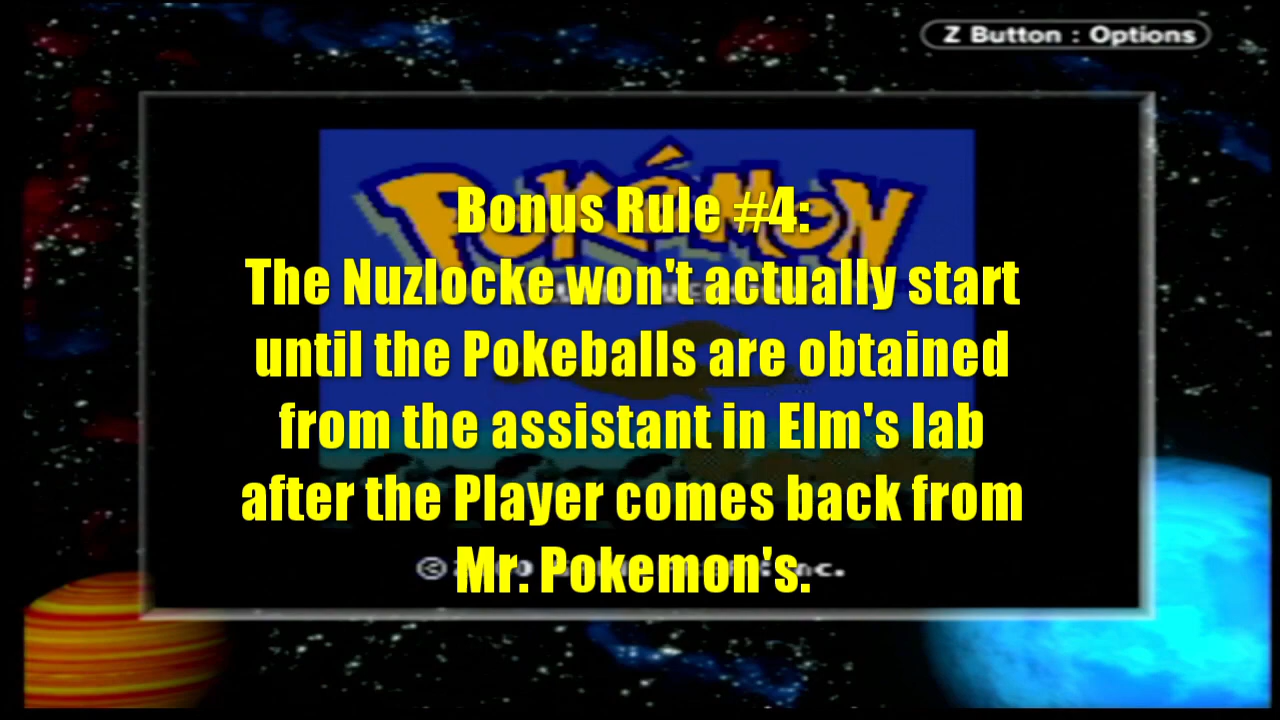 Z Button : Options
POKéMON
Bonus Rule #4:
The Nuzlocke won't actually start
until the Pokeballs are obtained
from the assistant in Elm's lab
after the Player comes back from
Mr. Pokemon's.
©